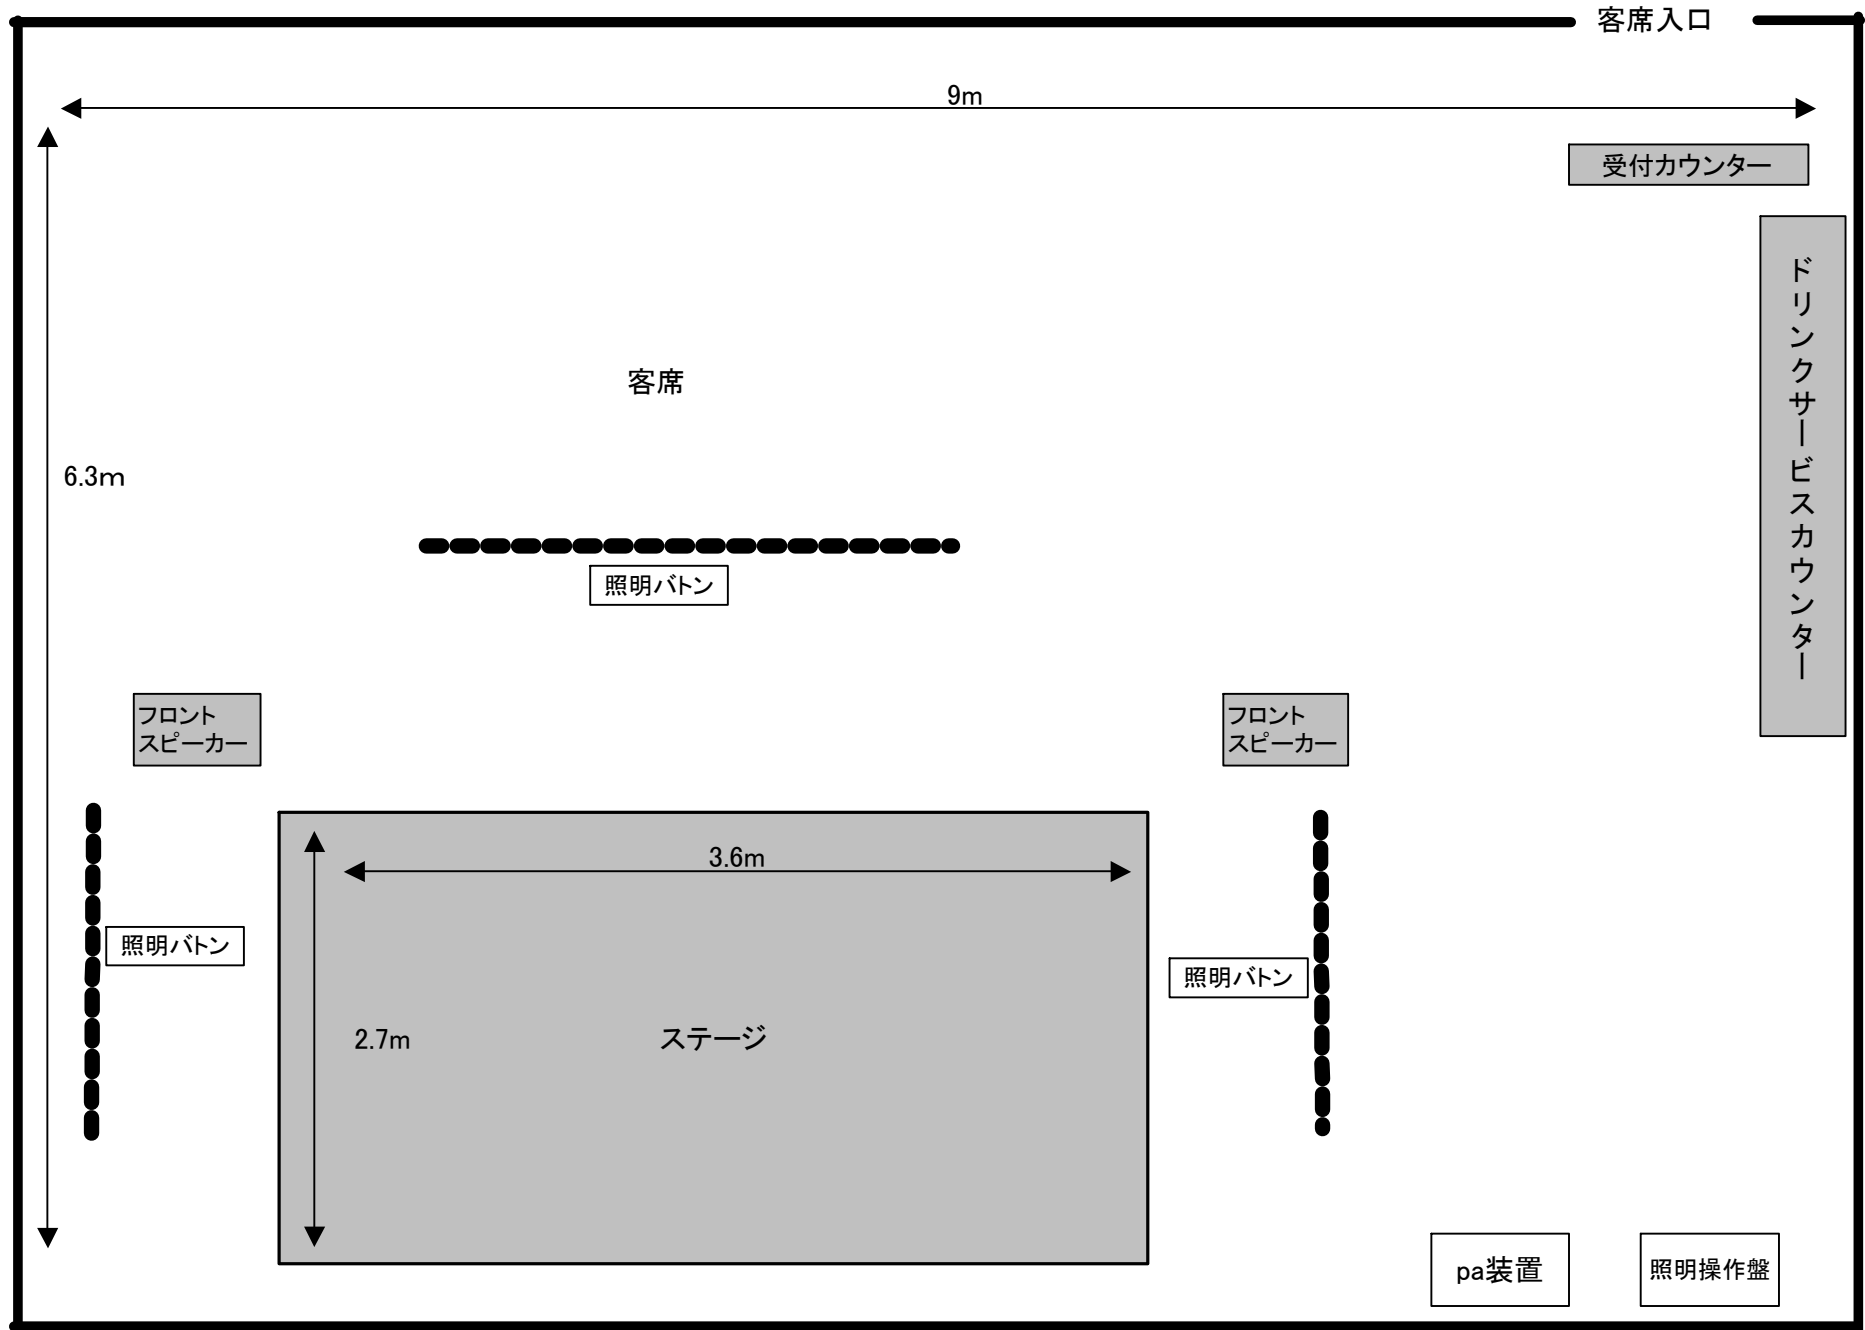 客席入口
9m
受付カウンター
ドリンクサービスカウンター
客席
6.3m
照明バトン
フロント
スピーカー
フロント
スピーカー
3.6m
照明バトン
照明バトン
2.7m
ステージ
pa装置
照明操作盤